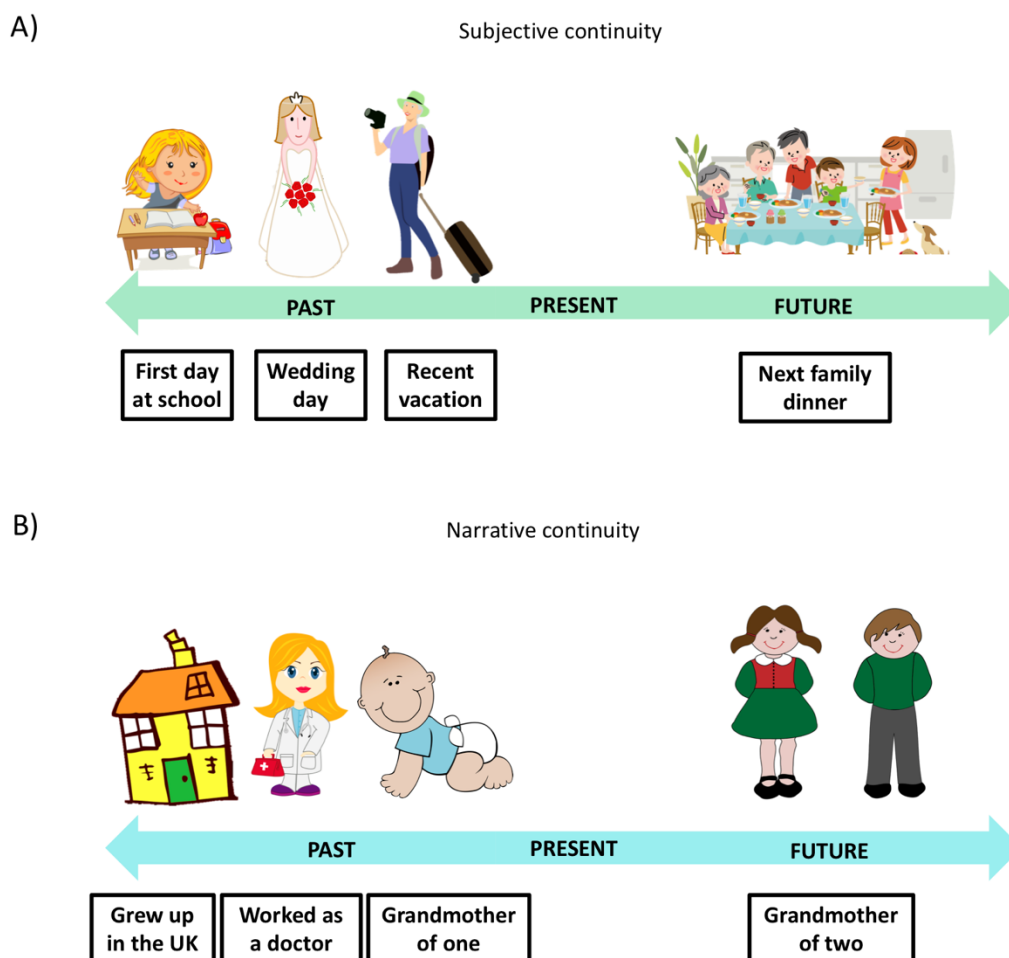 A)
Subjective continuity
PAST PRESENT FUTURE
First day
at school
Wedding
day
Recent
vacation
Next family
dinner
B)
Narrative continuity
PAST PRESENT FUTURE
Grew up
in the UK
Worked as
a doctor
Grandmother
of one
Grandmother
of two